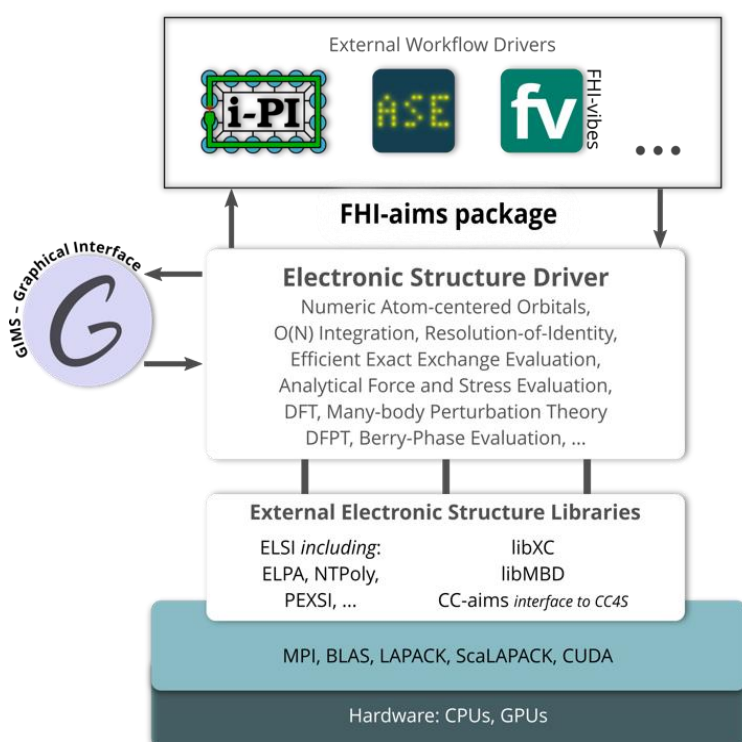 External Workflow Drivers
i-PI
ASE
fv
FHI-vibes
...
FHI-aims package
GIMS – Graphical Interface
G
Electronic Structure Driver
Numeric Atom-centered Orbitals,
O(N) Integration, Resolution-of-Identity,
Efficient Exact Exchange Evaluation,
Analytical Force and Stress Evaluation,
DFT, Many-body Perturbation Theory
DFPT, Berry-Phase Evaluation, ...
External Electronic Structure Libraries
ELSI including:
ELPA, NTPoly,
PEXSI, ...
libXC
libMBD
CC-aims interface to CC4S
MPI, BLAS, LAPACK, ScaLAPACK, CUDA
Hardware: CPUs, GPUs